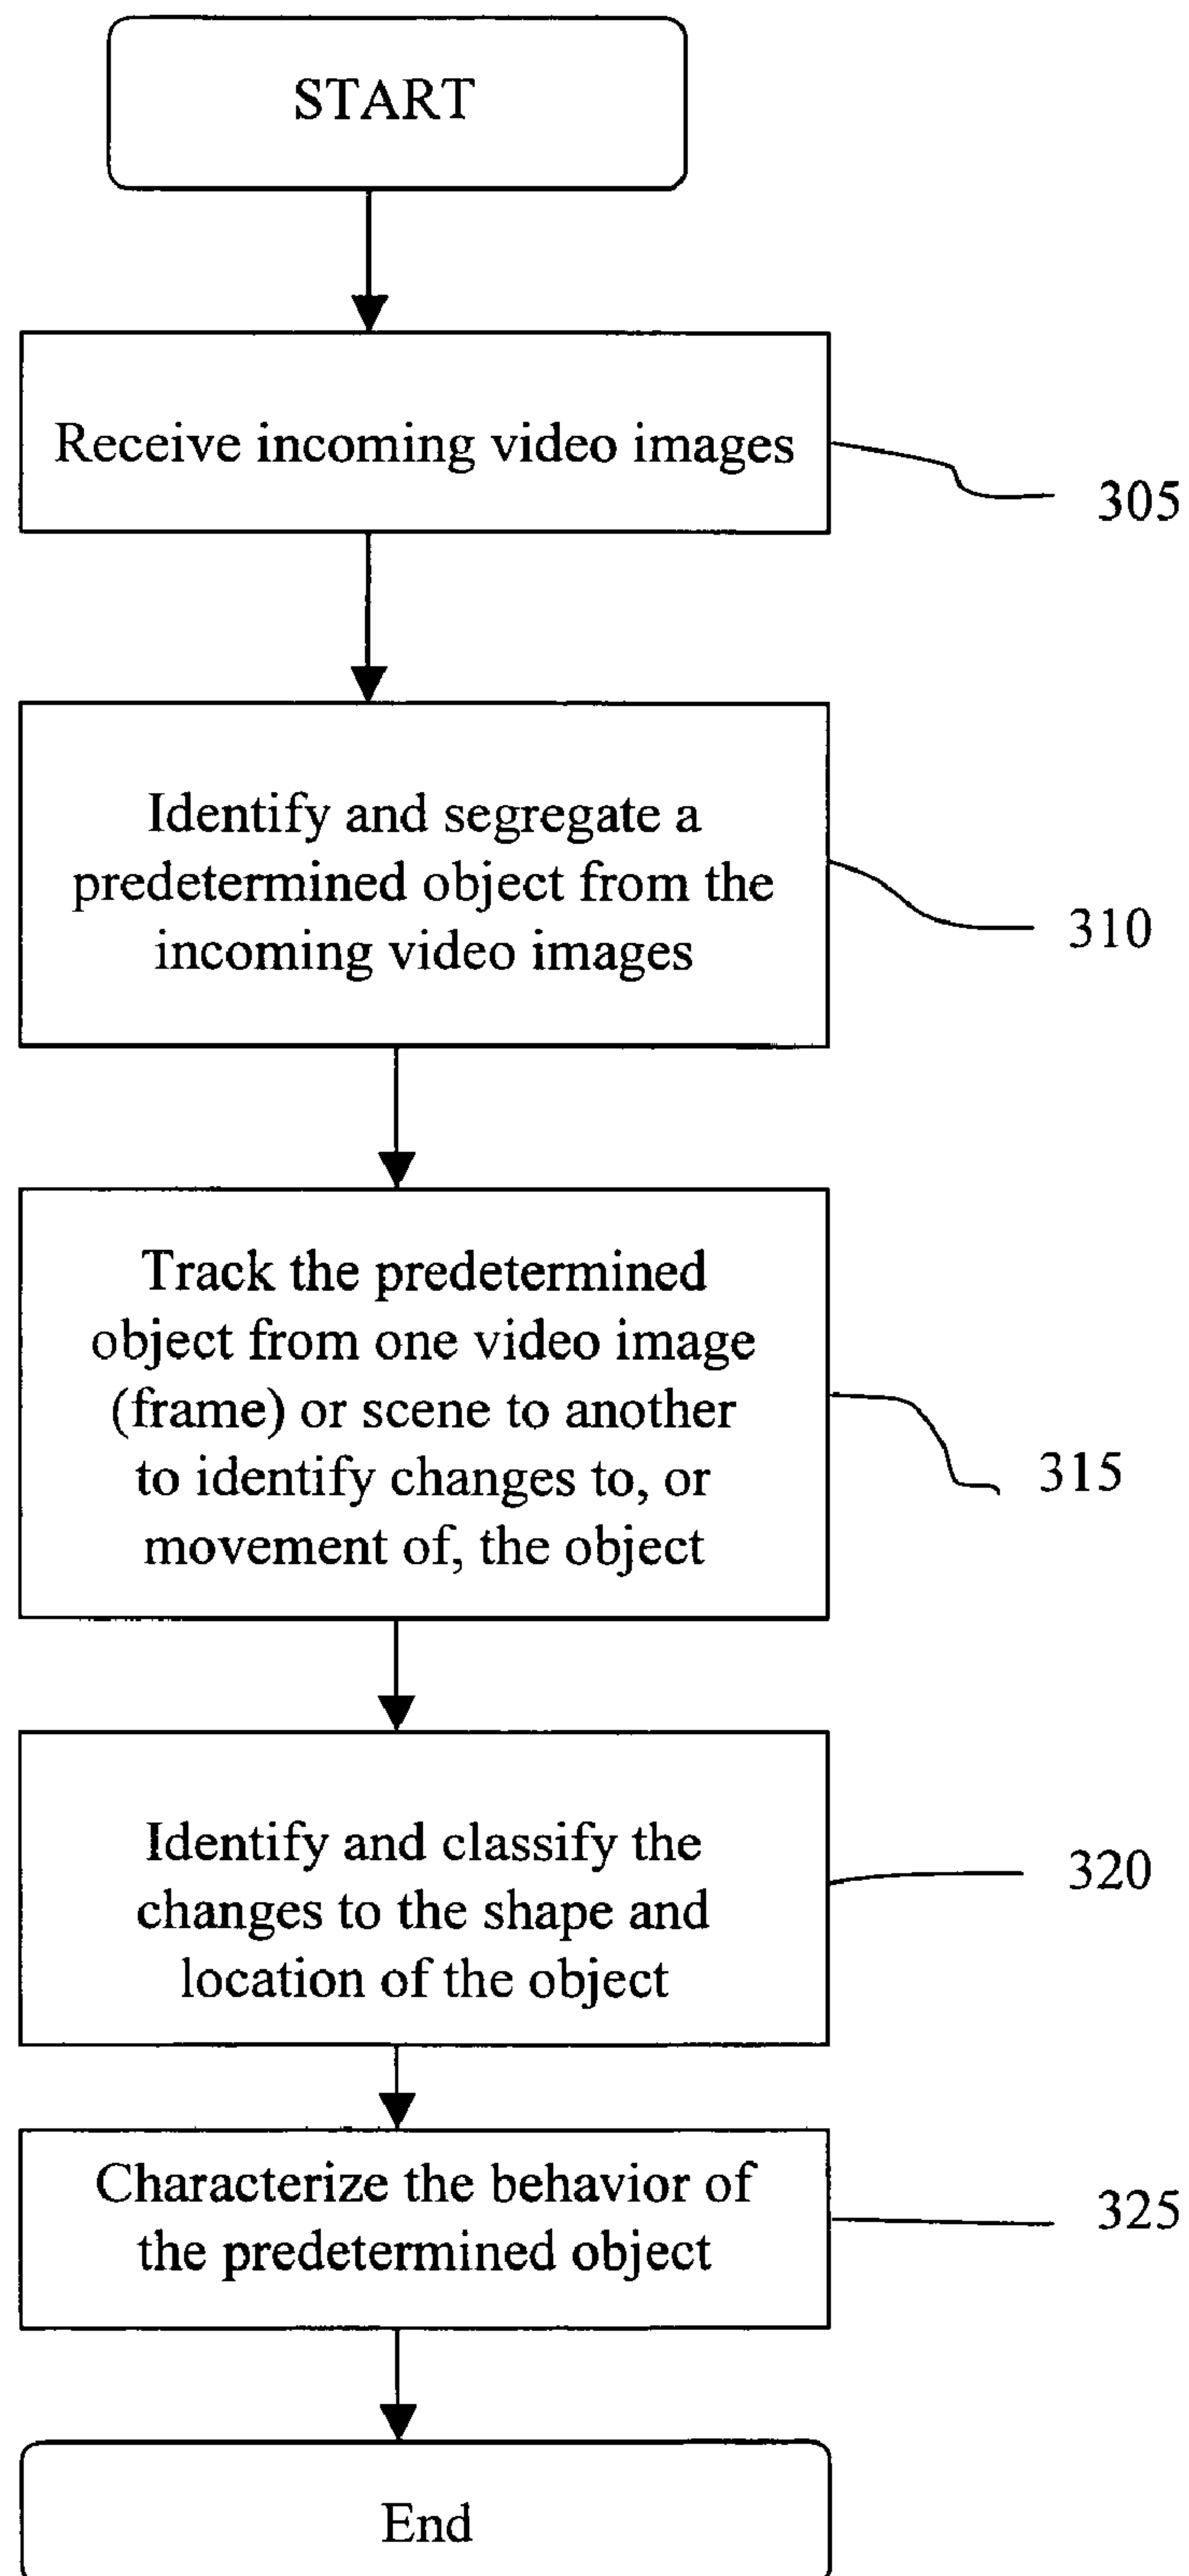 START
Receive incoming video images
305
Identify and segregate a
predetermined object from the
incoming video images
310
Track the predetermined
object from one video image
(frame) or scene to another
to identify changes to, or
movement of, the object
315
Identify and classify the
changes to the shape and
location of the object
320
Characterize the behavior of
the predetermined object
325
End